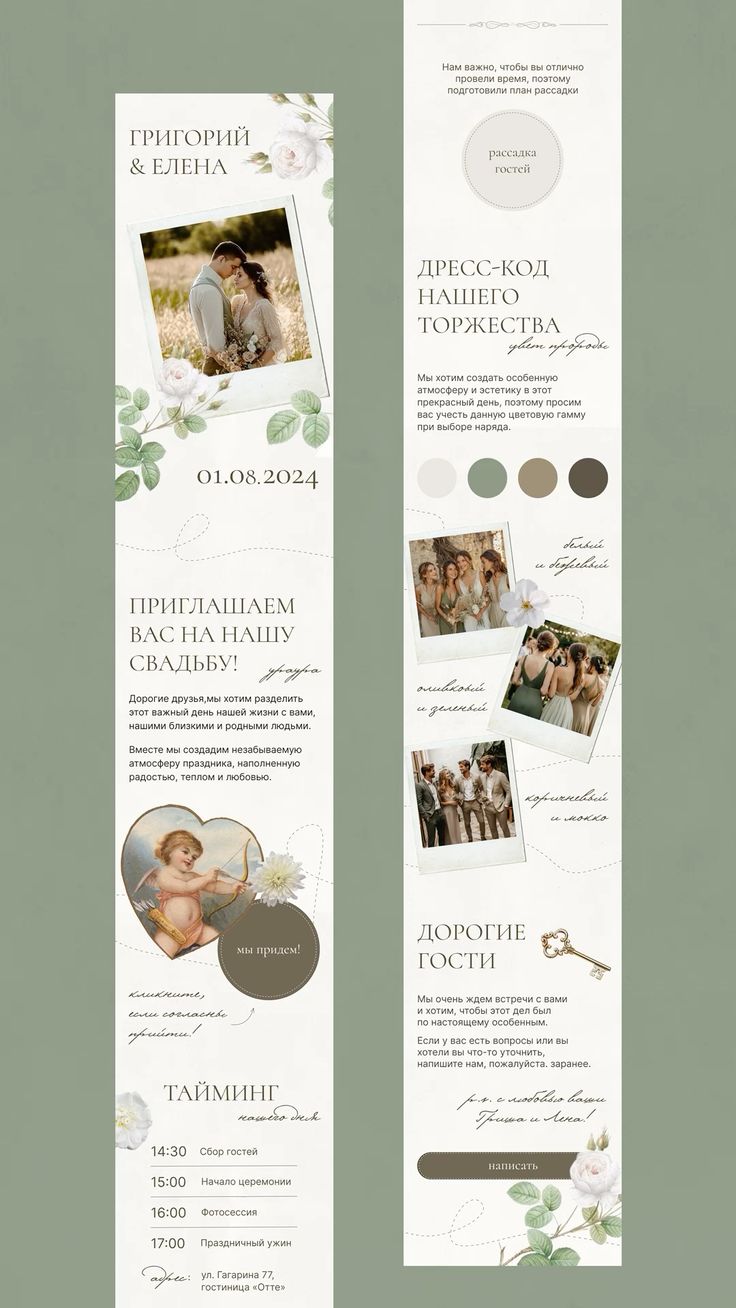 ГРИГОРИЙ
& ЕЛЕНА
01.08.2024
ПРИГЛАШАЕМ
ВАС НА НАШУ
СВАДЬБУ!
ураура
Дорогие друзья,мы хотим разделить
этот важный день нашей жизни с вами,
нашими близкими и родными людьми.
Вместе мы создадим незабываемую
атмосферу праздника, наполненную
радостью, теплом и любовью.
мы придем!
кликните,
если согласны
прийти!
ТАЙМИНГ
нашего дня
14:30 Сбор гостей
15:00 Начало церемонии
16:00 Фотосессия
17:00 Праздничный ужин
адрес: ул. Гагарина 77,
гостиница «Отте»
Нам важно, чтобы вы отлично
провели время, поэтому
подготовили план рассадки
рассадка
гостей
ДРЕСС-КОД
НАШЕГО
ТОРЖЕСТВА
цвет природы
Мы хотим создать особенную
атмосферу и эстетику в этот
прекрасный день, поэтому просим
вас учесть данную цветовую гамму
при выборе наряда.
белый
и бежевый
оливковый
и зеленый
коричневый
и мокко
ДОРОГИЕ
ГОСТИ
Мы очень ждем встречи с вами
и хотим, чтобы этот дел был
по настоящему особенным.
Если у вас есть вопросы или вы
хотели вы что-то уточнить,
напишите нам, пожалуйста. заранее.
p.s. с любовью ваши
Гриша и Лена!
написать